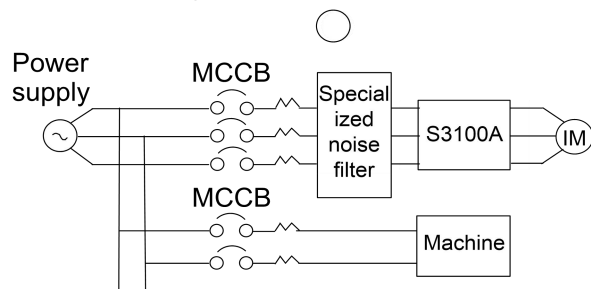 Power
supply
~
MCCB
Special
ized
noise
filter
S3100A
IM
MCCB
Machine